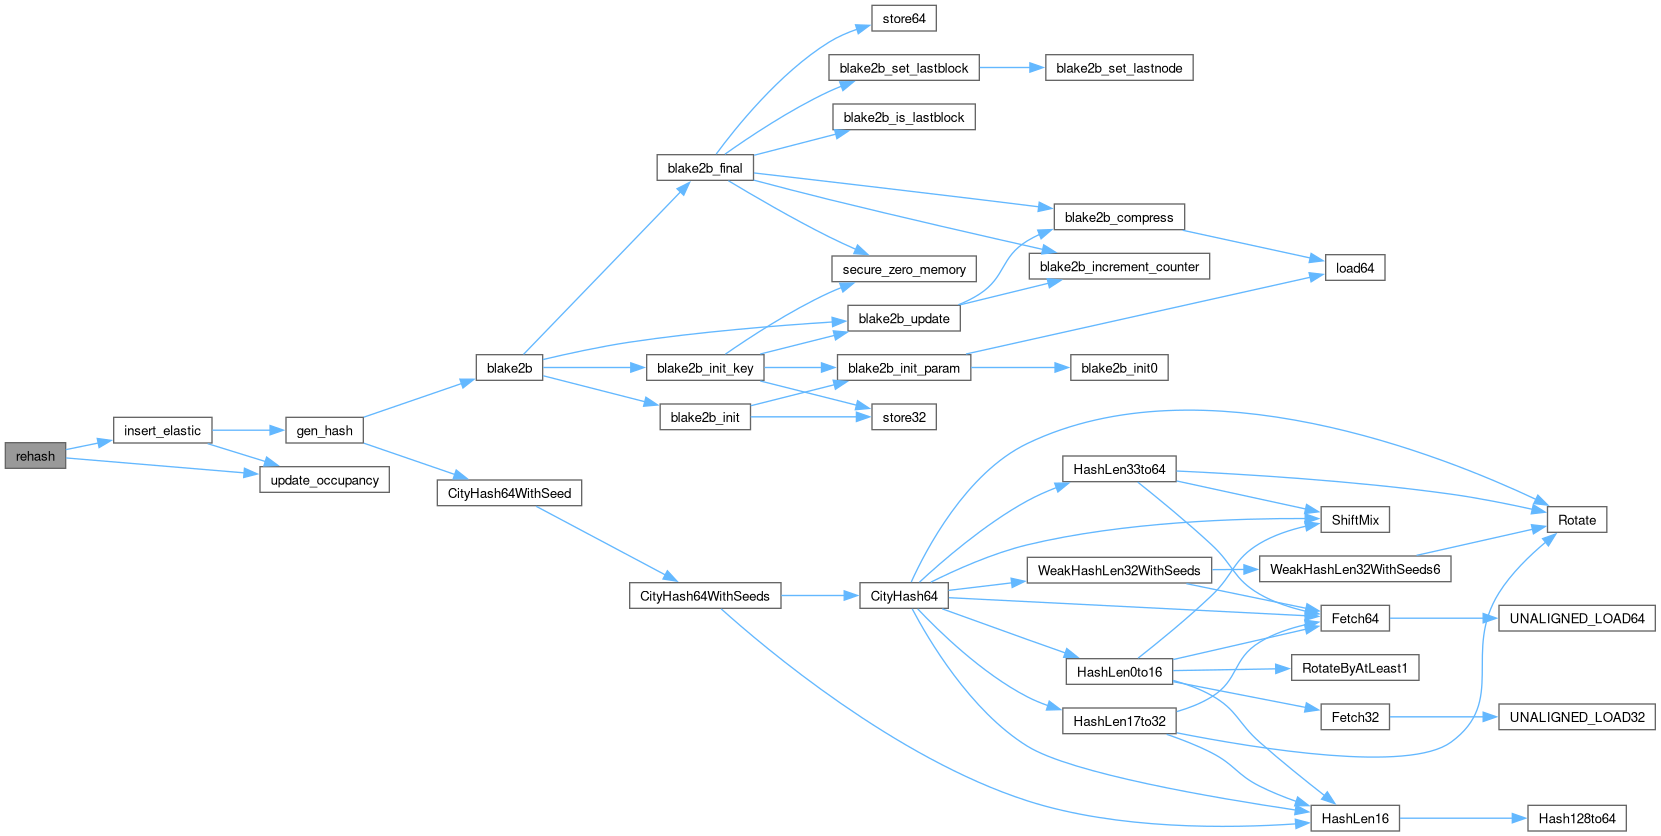 store64
blake2b_set_lastblock
blake2b_set_lastnode
blake2b_is_lastblock
blake2b_final
blake2b_compress
blake2b_increment_counter
load64
secure_zero_memory
blake2b_update
blake2b
blake2b_init_key
blake2b_init_param
blake2b_init0
blake2b_init
store32
insert_elastic
gen_hash
rehash
update_occupancy
CityHash64WithSeed
HashLen33to64
ShiftMix
Rotate
WeakHashLen32WithSeeds
WeakHashLen32WithSeeds6
CityHash64WithSeeds
CityHash64
Fetch64
UNALIGNED_LOAD64
HashLen0to16
RotateByAtLeast1
HashLen17to32
Fetch32
UNALIGNED_LOAD32
HashLen16
Hash128to64